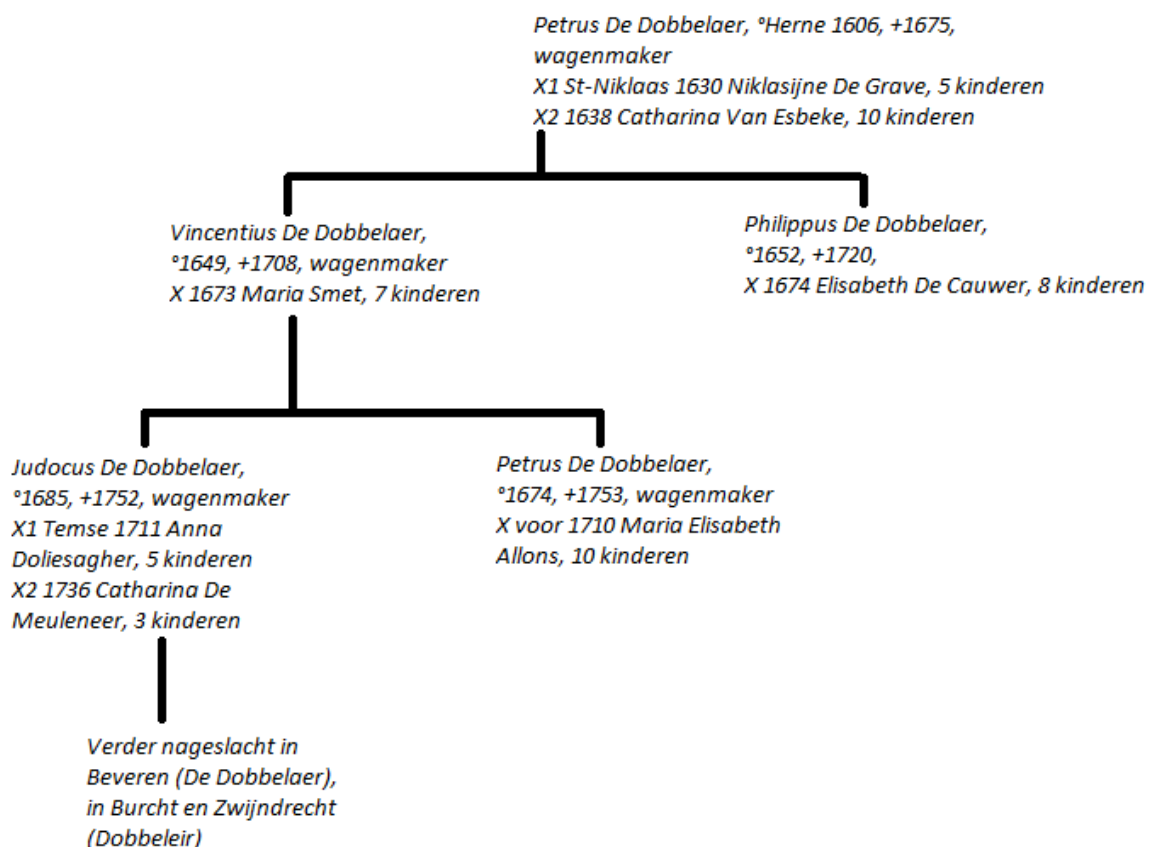 Petrus De Dobbelaer, °Herne 1606, +1675,
wagenmaker
X1 St-Niklaas 1630 Niklasijne De Grave, 5 kinderen
X2 1638 Catharina Van Esbeke, 10 kinderen
Vincentius De Dobbelaer,
°1649, +1708, wagenmaker
X 1673 Maria Smet, 7 kinderen
Philippus De Dobbelaer,
°1652, +1720,
X 1674 Elisabeth De Cauwer, 8 kinderen
Judocus De Dobbelaer,
°1685, +1752, wagenmaker
X1 Temse 1711 Anna
Doliesagher, 5 kinderen
X2 1736 Catharina De
Meuleneer, 3 kinderen
Petrus De Dobbelaer,
°1674, +1753, wagenmaker
X voor 1710 Maria Elisabeth
Allons, 10 kinderen
Verder nageslacht in
Beveren (De Dobbelaer),
in Burcht en Zwijndrecht
(Dobbeleir)